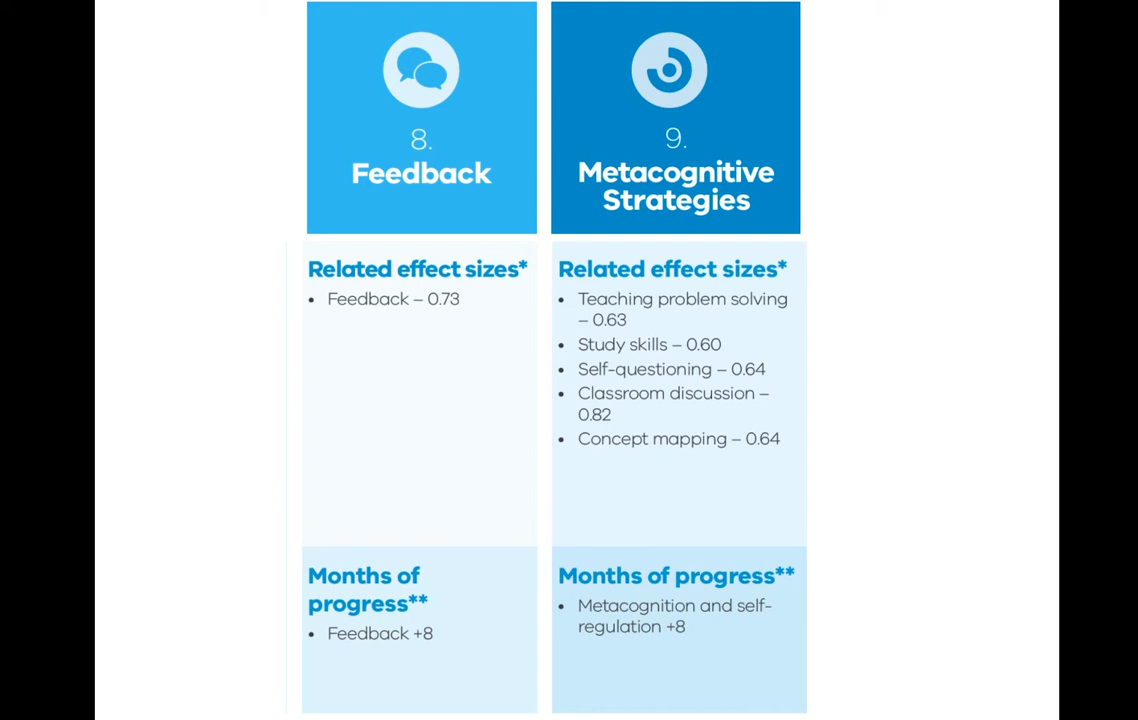 8.
Feedback
Related effect sizes*
• Feedback – 0.73
Months of
progress**
• Feedback +8
9.
Metacognitive
Strategies
Related effect sizes*
• Teaching problem solving
– 0.63
• Study skills – 0.60
• Self-questioning – 0.64
• Classroom discussion –
0.82
• Concept mapping – 0.64
Months of progress**
• Metacognition and self-
regulation +8